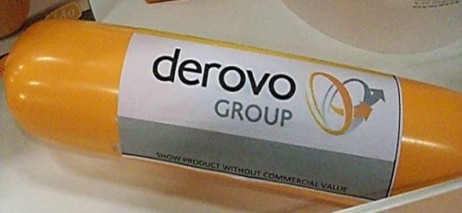 derovo
GROUP
SHOW PRODUCT WITHOUT COMMERCIAL VALUE